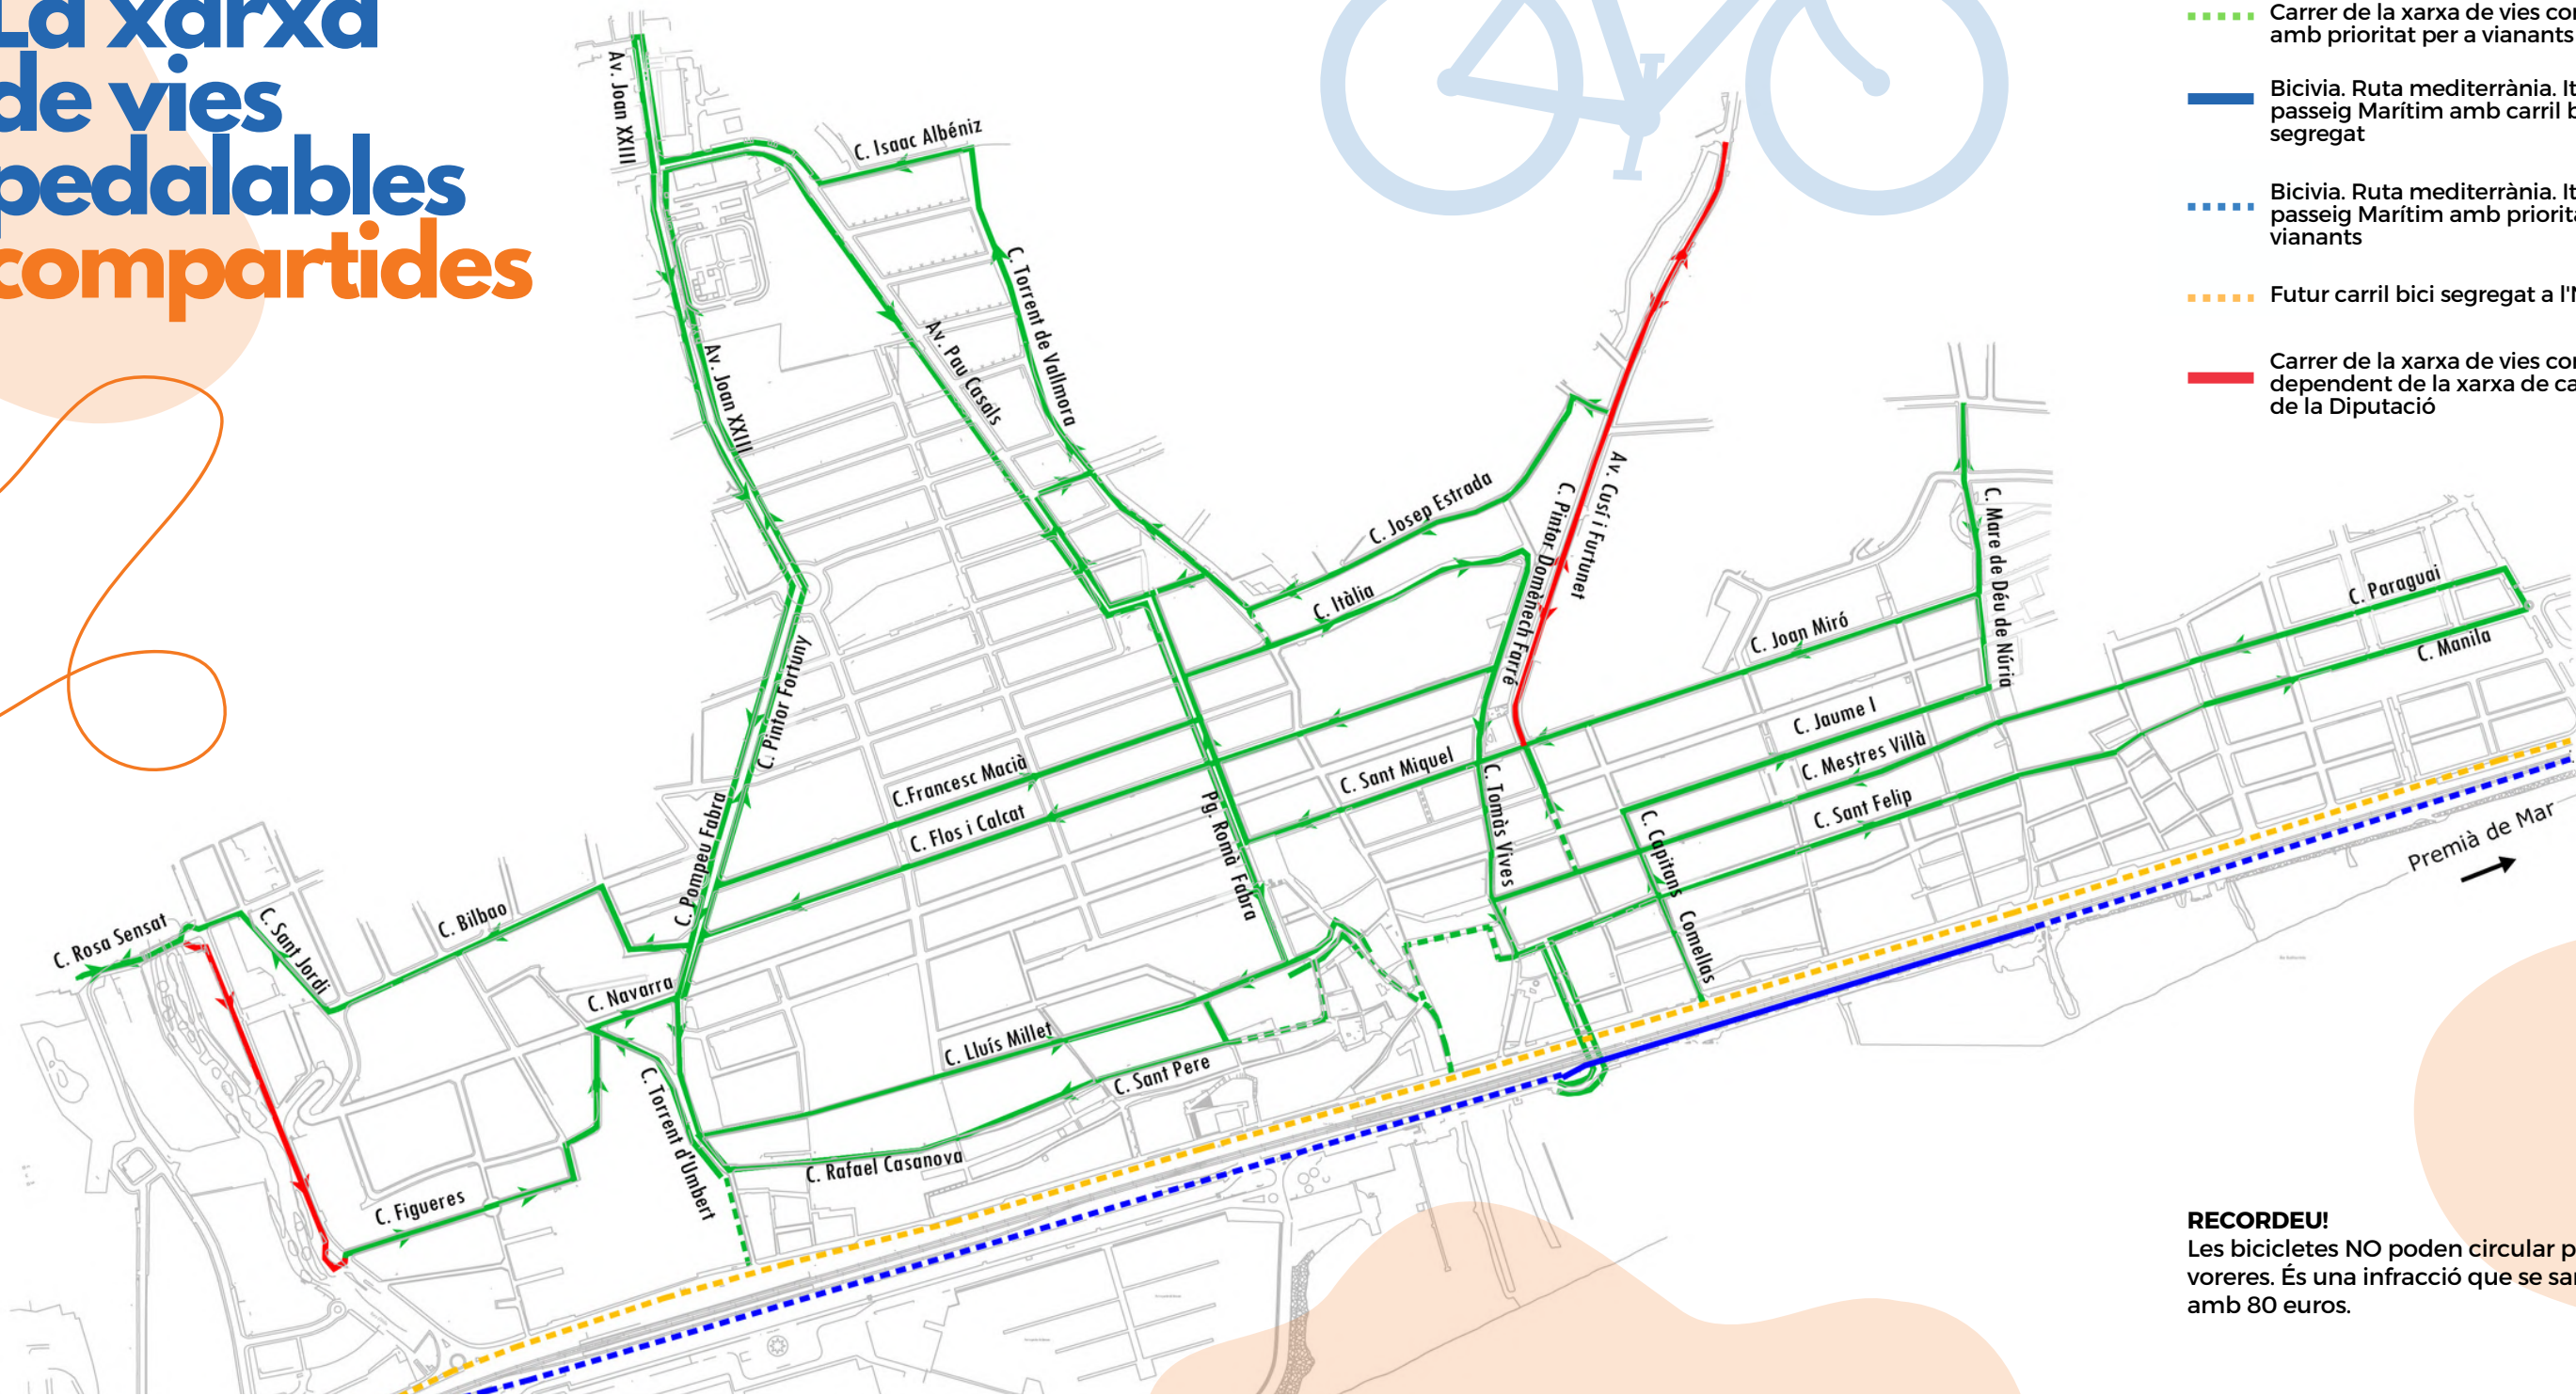 La xarxa
de vies
pedalables
compartides
Carrer de la xarxa de vies
amb prioritat per a vianants
Bicivia. Ruta mediterrània.
passeig Marítim amb carril
segregat
Bicivia. Ruta mediterrània.
passeig Marítim amb
vianants
Futur carril bici segregat a
Carrer de la xarxa de vies
dependent de la xarxa de
de la Diputació
Av. Joan XXIII
C. Isaac Albéniz
C. Torrent de Vallmora
Av. Pau Casals
Av. Joan XXIII
C. Josep Estrada
C. Itàlia
C. Pintor Domènech Farré
Av. Cusí i Furtunet
C. Mare de Déu de Núria
C. Paraguai
C. Manila
C. Joan Miró
C. Jaume I
C. Mestres Villà
C. Sant Felip
C. Pintor Fortuny
C.Francesc Macià
C. Flos i Calcat
C. Sant Miquel
C. Tomàs Vives
C. Capitans Comellas
Pg. Romà Fabra
C. Pompeu Fabra
C. Rosa Sensat
C. Sant Jordi
C. Bilbao
C. Navarra
C. Lluís Millet
C. Sant Pere
C. Torrent d'Umbert
C. Rafael Casanova
C. Figueres
Premià de Mar
RECORDEU!
Les bicicletes NO poden circular
voreres. És una infracció que se
amb 80 euros.